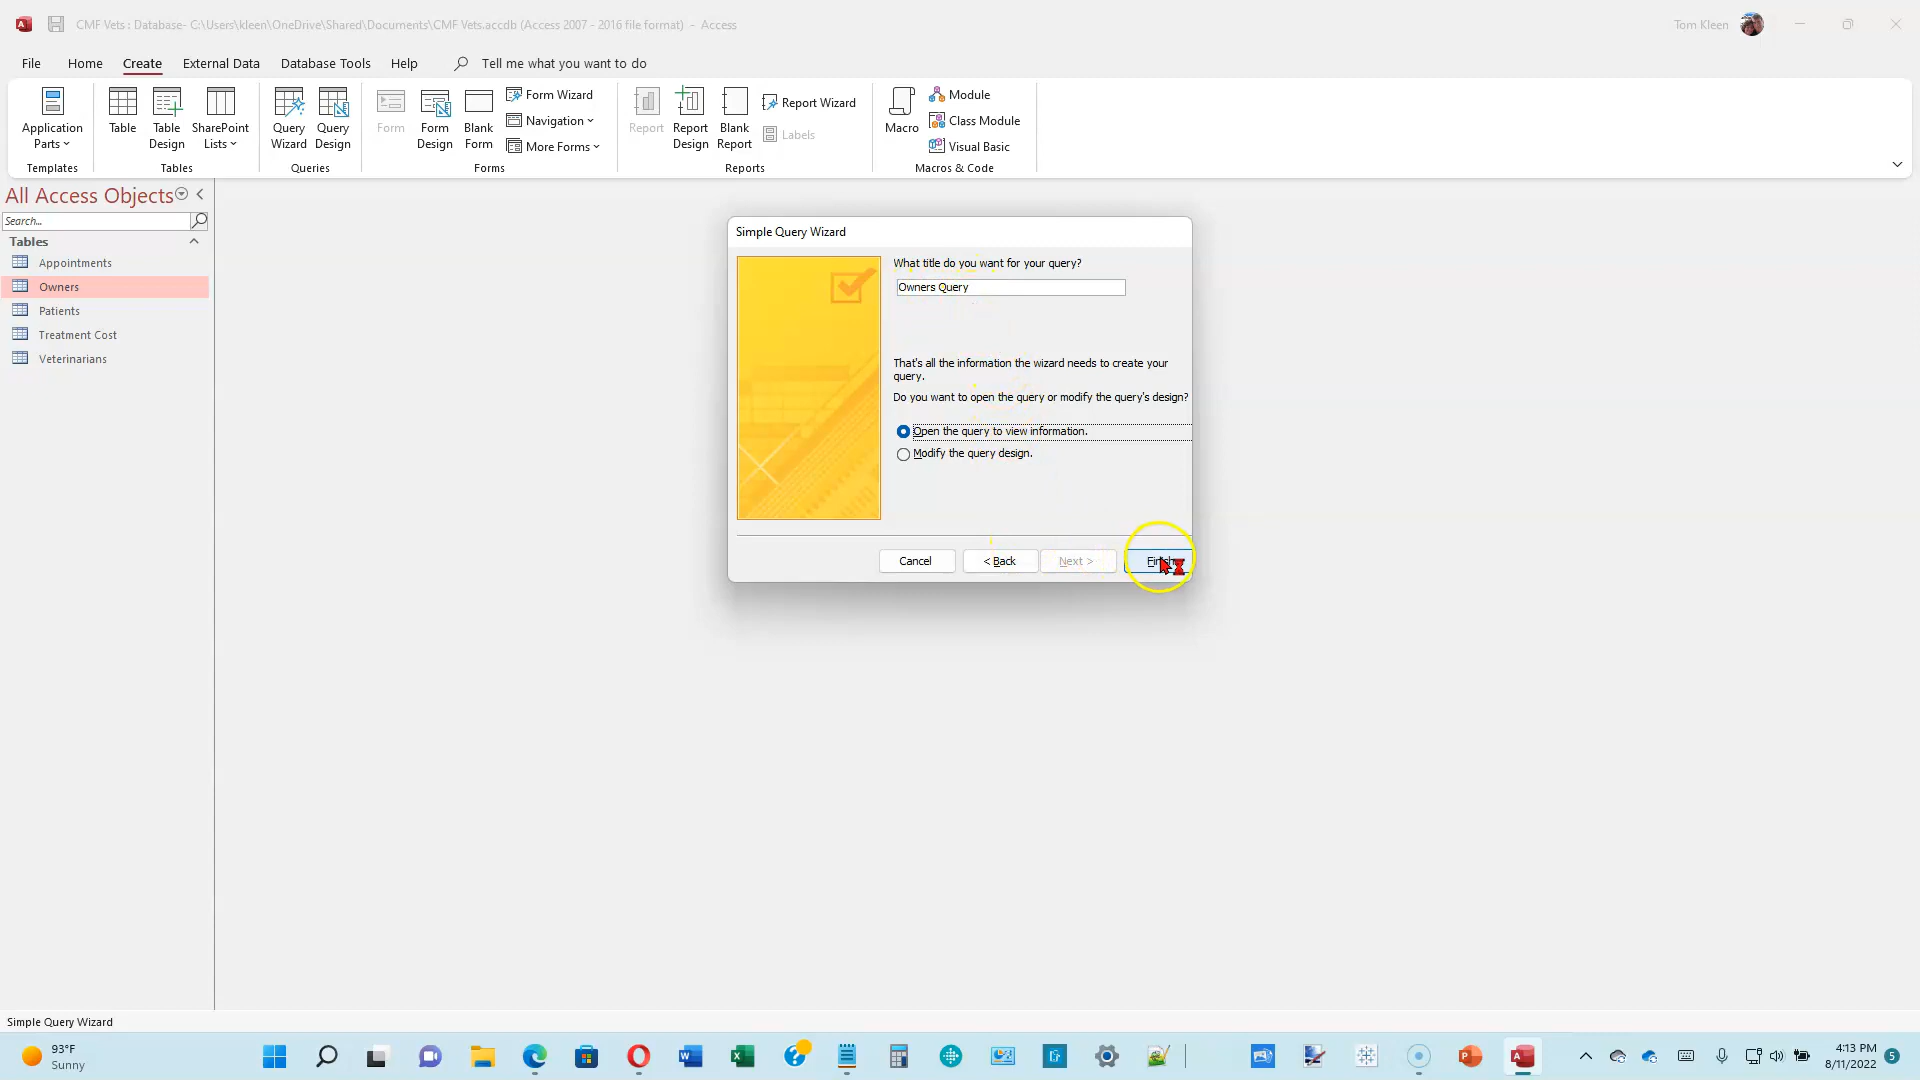 CMF Vets : Database- C:\Users\kleen\OneDrive\Shared\Documents\CMF Vets.accdb (Access 2007 - 2016 file format) - Access
Tom Kleen
File Home Create External Data Database Tools Help Tell me what you want to do
Application Parts
Table
Table Design
SharePoint Lists
Query Wizard
Query Design
Form
Form Design
Blank Form
Form Wizard
Navigation
More Forms
Report
Report Design
Blank Report
Report Wizard
Labels
Macro
Module
Class Module
Visual Basic
Templates Tables Queries Forms Reports Macros & Code
All Access Objects
Search...
Tables
Appointments
Owners
Patients
Treatment Cost
Veterinarians
Simple Query Wizard
What title do you want for your query?
Owners Query
That's all the information the wizard needs to create your
query.
Do you want to open the query or modify the query's design?
Open the query to view information.
Modify the query design.
Cancel < Back Next > Finish
Simple Query Wizard
93°F
Sunny
4:13 PM
8/11/2022
5